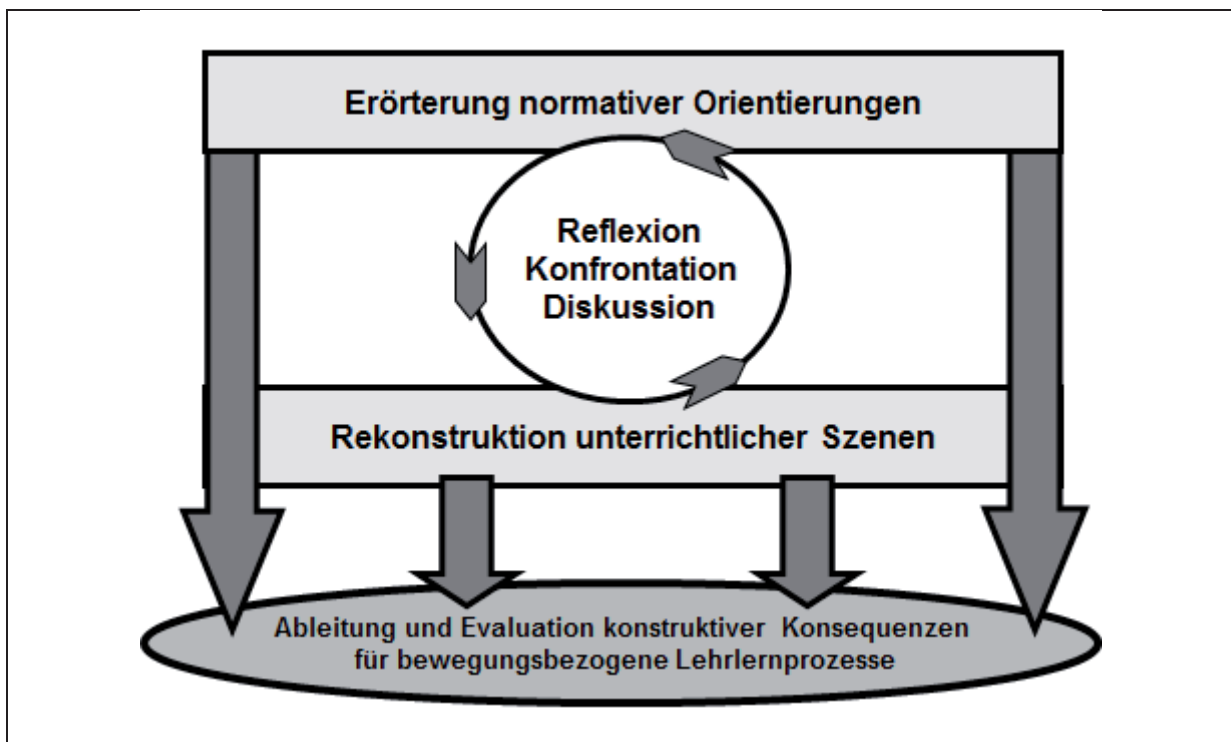 Erörterung normativer Orientierungen
Reflexion
Konfrontation
Diskussion
Rekonstruktion unterrichtlicher Szenen
Ableitung und Evaluation konstruktiver Konsequenzen
für bewegungsbezogene Lehrlernprozesse